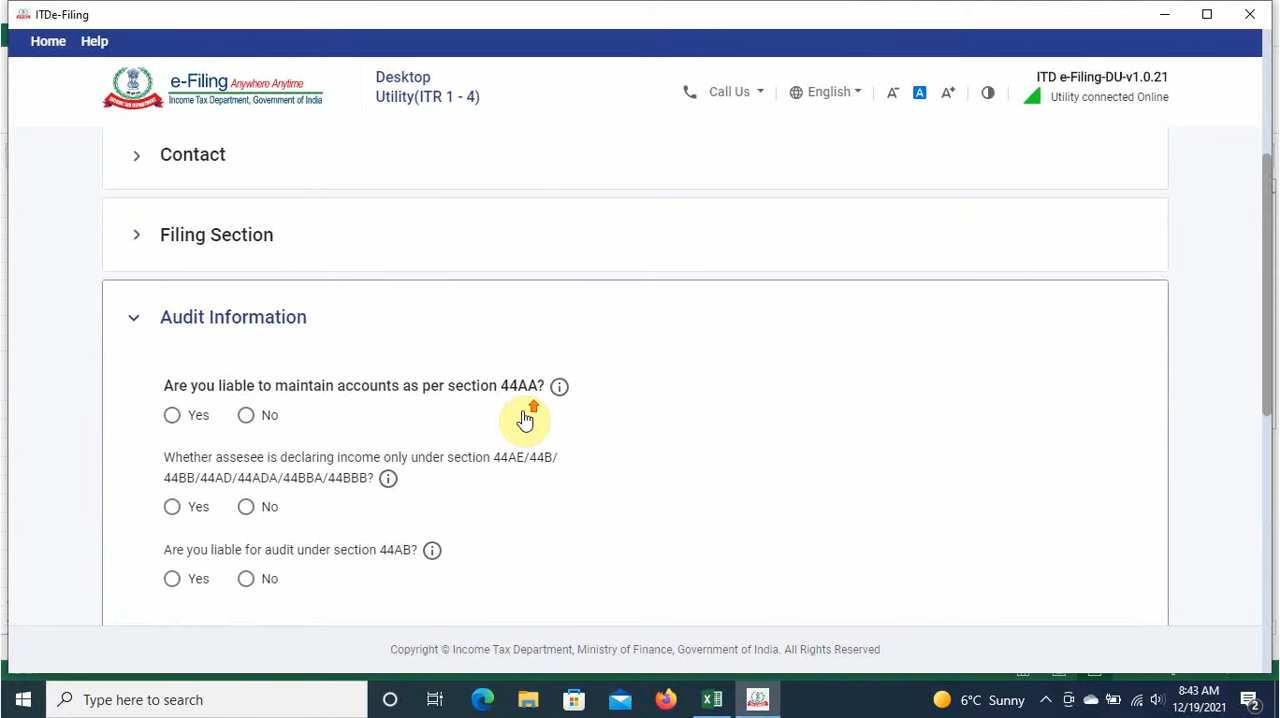 ITDe-Filing
Home Help
e-Filing Anywhere Anytime
Income Tax Department, Government of India
Desktop
Utility(ITR 1 - 4)
Call Us
English
A-
A
A+
ITD e-Filing-DU-v1.0.21
Utility connected Online
Contact
Filing Section
Audit Information
Are you liable to maintain accounts as per section 44AA?
Yes No
Whether assesee is declaring income only under section 44AE/44B/
44BB/44AD/44ADA/44BBA/44BBB?
Yes No
Are you liable for audit under section 44AB?
Yes No
Copyright © Income Tax Department, Ministry of Finance, Government of India. All Rights Reserved
Type here to search
6°C Sunny
8:43 AM
12/19/2021
2